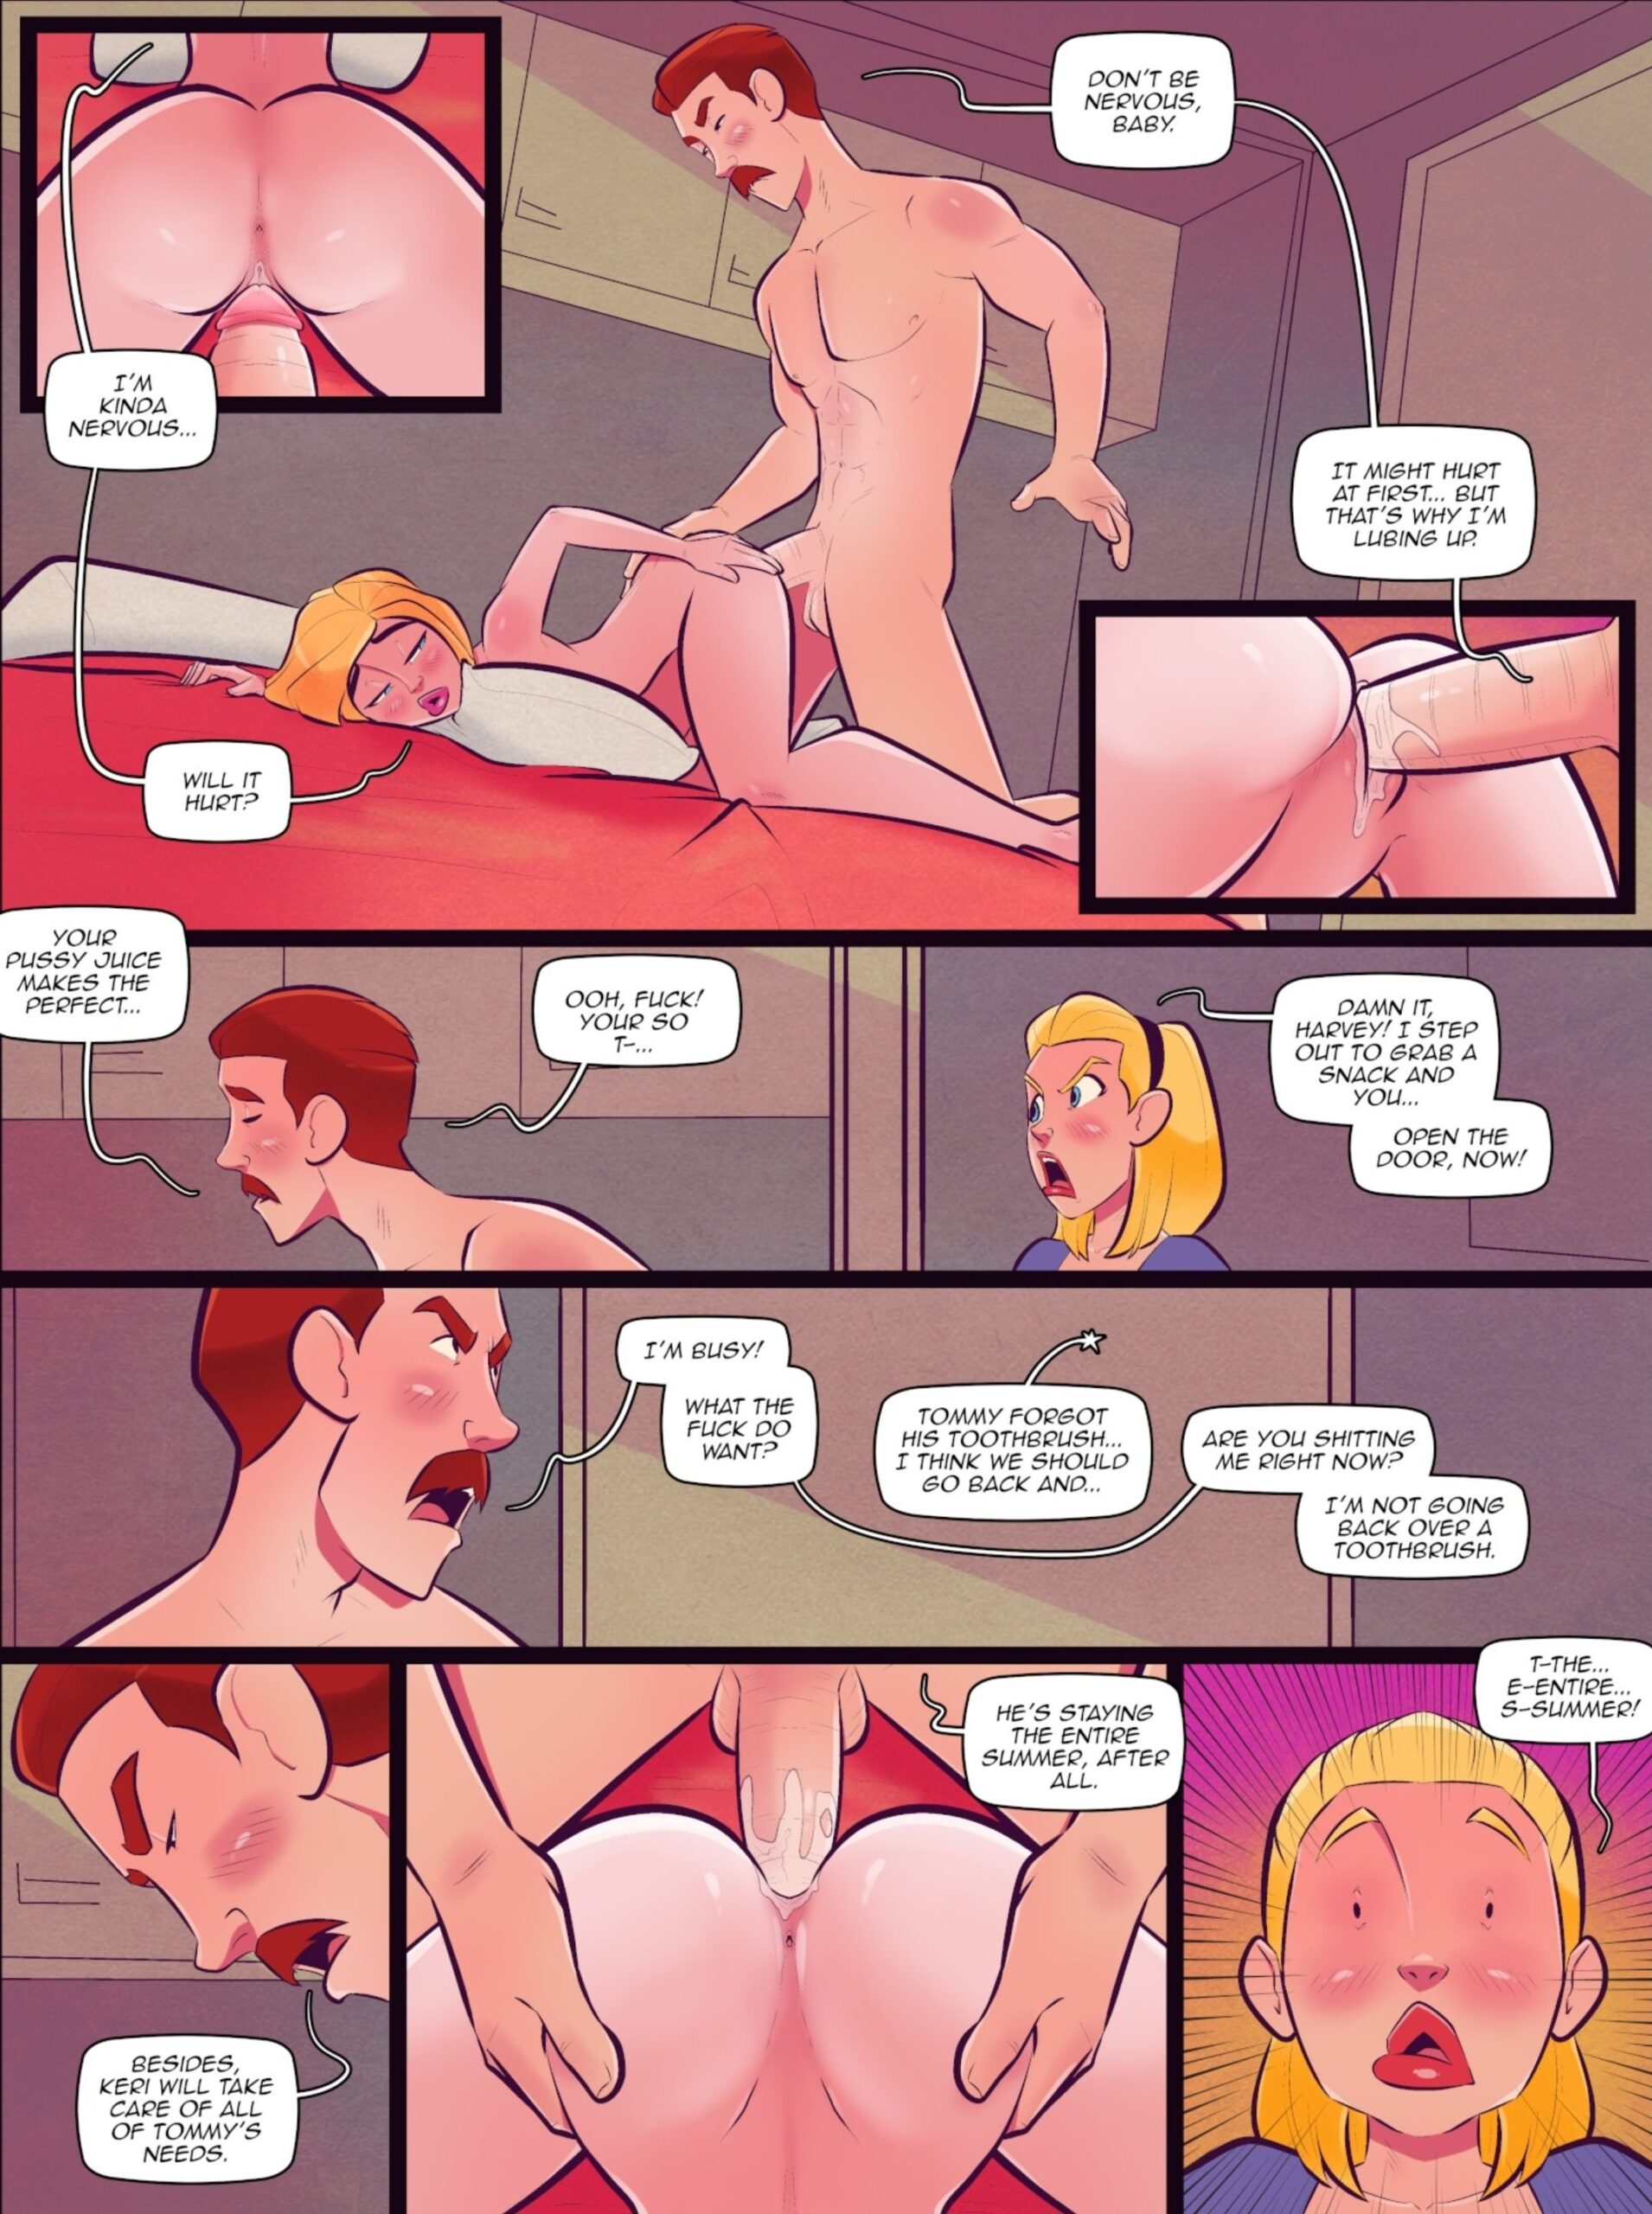 DON'T BE
NERVOUS,
BABY.
I'M
KINDA
NERVOUS...
IT MIGHT HURT
AT FIRST... BUT
THAT'S WHY I'M
LUBING UP.
WILL IT
HURT?
YOUR
PUSSY JUICE
MAKES THE
PERFECT...
OOH, FUCK!
YOUR SO
T-...
DAMN IT,
HARVEY! I STEP
OUT TO GRAB A
SNACK AND
YOU...
OPEN THE
DOOR, NOW!
I'M BUSY!
WHAT THE
FUCK DO
WANT?
TOMMY FORGOT
HIS TOOTHBRUSH...
I THINK WE SHOULD
GO BACK AND...
ARE YOU SHITTING
ME RIGHT NOW?
I'M NOT GOING
BACK OVER A
TOOTHBRUSH.
BESIDES,
KERI WILL TAKE
CARE OF ALL
OF TOMMY'S
NEEDS.
HE'S STAYING
THE ENTIRE
SUMMER, AFTER
ALL.
T-THE...
E-ENTIRE...
S-SUMMER!